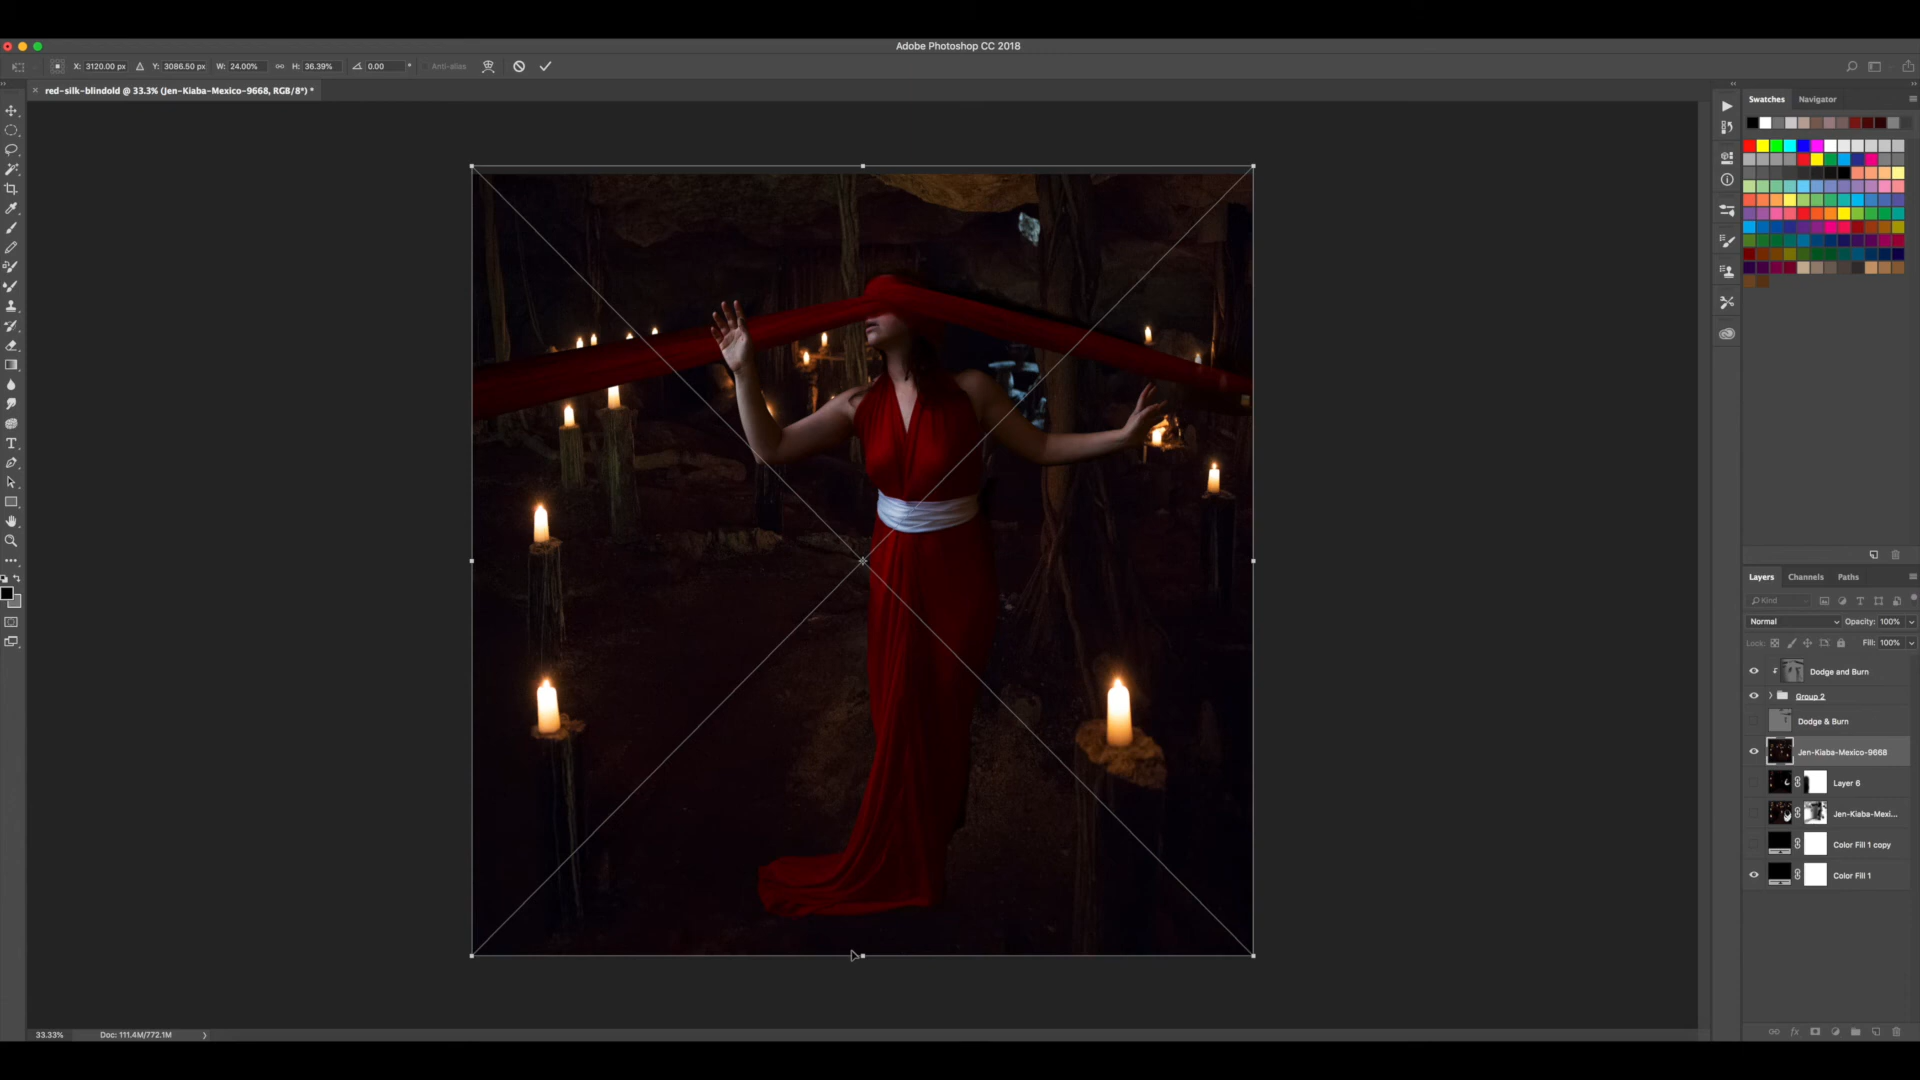 Adobe Photoshop CC 2018
X: 3120.00 px Y: 3086.50 px W: 24.00% H: 36.39% 0.00 ° Anti-alias
× red-silk-blindold @ 33.3% (Jen-Kiaba-Mexico-9668, RGB/8*) *
Swatches Navigator
Layers Channels Paths
Kind
Normal Opacity: 100%
Lock: Fill: 100%
Dodge and Burn
Group 2
Dodge & Burn
Jen-Kiaba-Mexico-9668
Layer 6
Jen-Kiaba-Mexi...
Color Fill 1 copy
Color Fill 1
33.33% Doc: 111.4M/772.1M